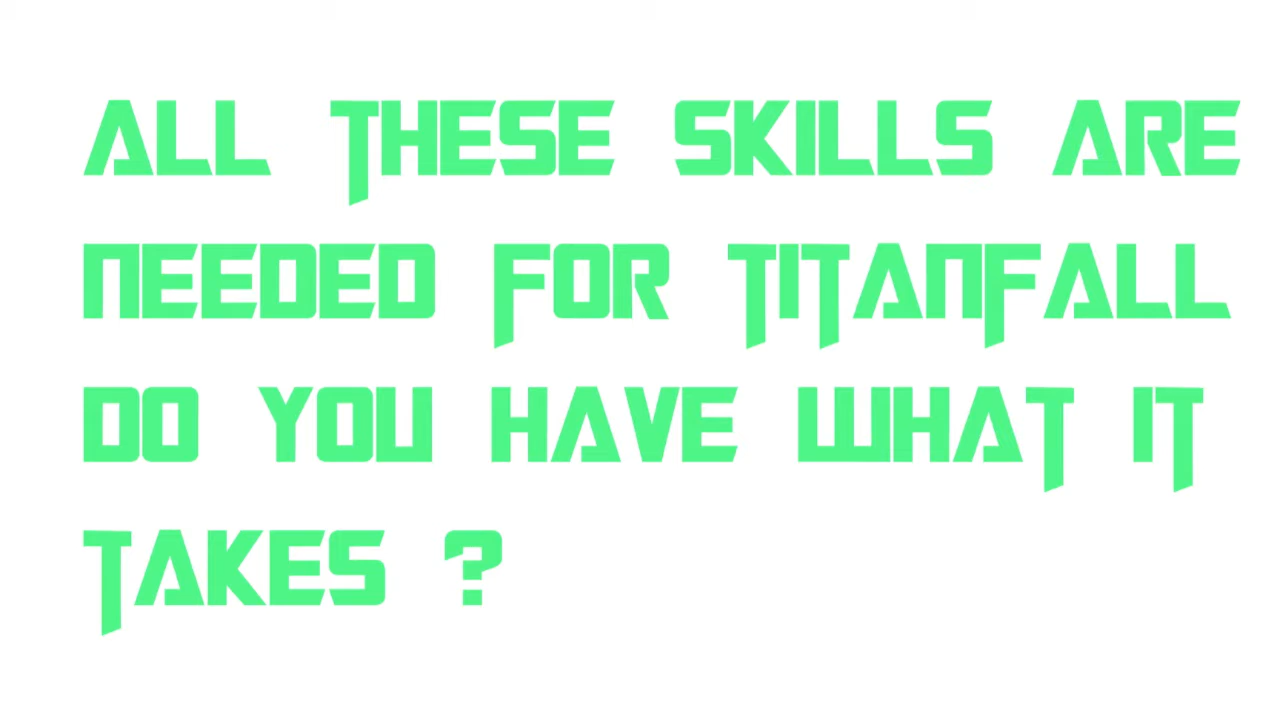 ALL THESE SKILLS ARE
NEEDED FOR TITANFALL
DO YOU HAVE WHAT IT
TAKES ?